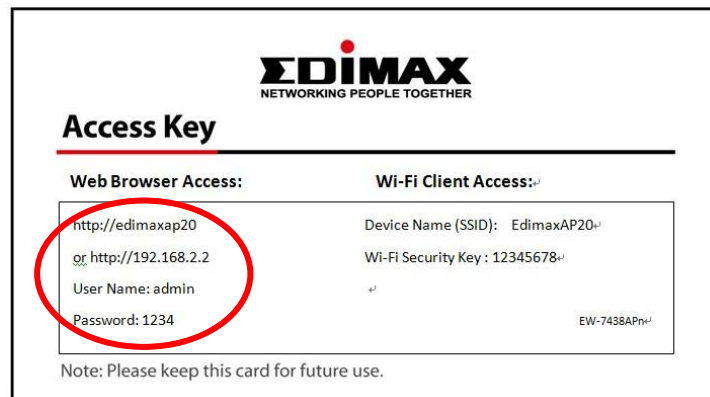 EDIMAX
NETWORKING PEOPLE TOGETHER
Access Key
Web Browser Access:
Wi-Fi Client Access:↵
http://edimaxap20
or http://192.168.2.2
User Name: admin
Password: 1234
Device Name (SSID): EdimaxAP20↵
Wi-Fi Security Key : 12345678↵
↵
EW-7438APn↵
Note: Please keep this card for future use.